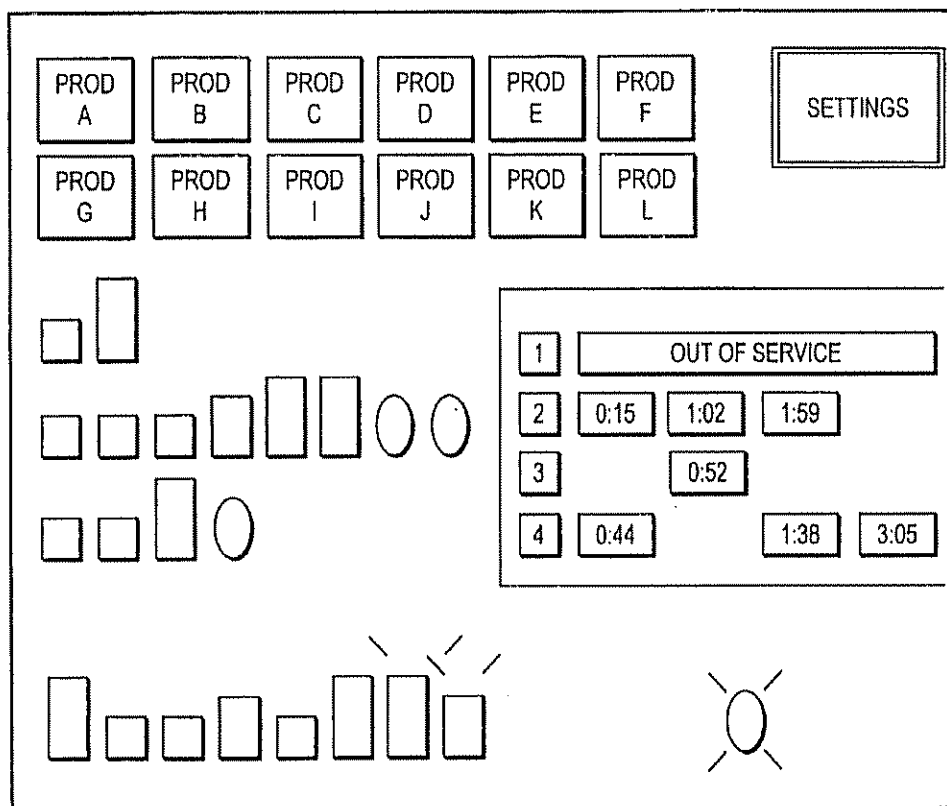 PROD A PROD B PROD C PROD D PROD E PROD F
SETTINGS
PROD G PROD H PROD I PROD J PROD K PROD L
1 OUT OF SERVICE
2 0:15 1:02 1:59
3 0:52
4 0:44 1:38 3:05